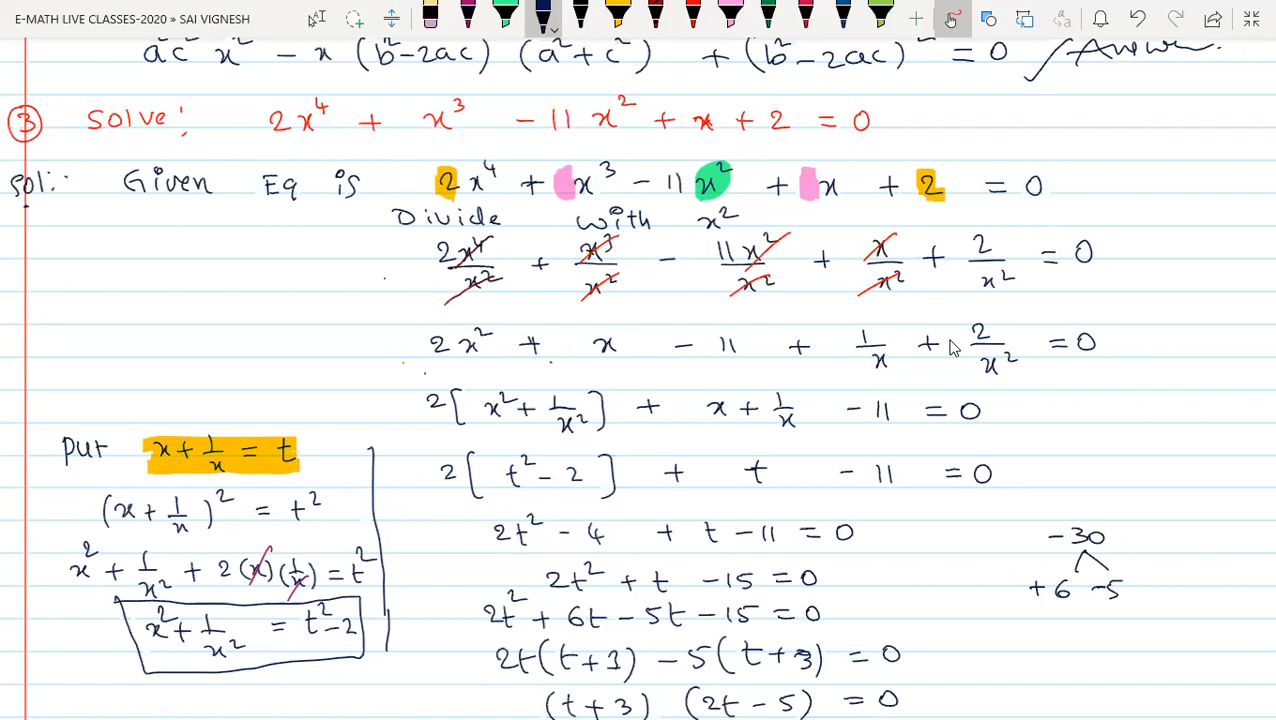 E-MATH LIVE CLASSES-2020 » SAI VIGNESH
a²c² x² - x (b²-2ac) (a²+c²) + (b²-2ac)² = 0 Answer.
③ Solve: 2x⁴ + x³ - 11x² + x + 2 = 0
Sol:- Given Eq is 2x⁴ + x³ - 11x² + x + 2 = 0
Divide with x²
2x⁴/x² + x³/x² - 11x²/x² + x/x² + 2/x² = 0
2x² + x - 11 + 1/x + 2/x² = 0
2[x² + 1/x²] + x + 1/x - 11 = 0
2[t² - 2] + t - 11 = 0
2t² - 4 + t - 11 = 0
2t² + t - 15 = 0
2t² + 6t - 5t - 15 = 0
2t(t+3) - 5(t+3) = 0
(t+3) (2t-5) = 0
Put x + 1/x = t
(x + 1/x)² = t²
x² + 1/x² + 2(x)(1/x) = t²
x² + 1/x² = t² - 2
-30
+6 -5